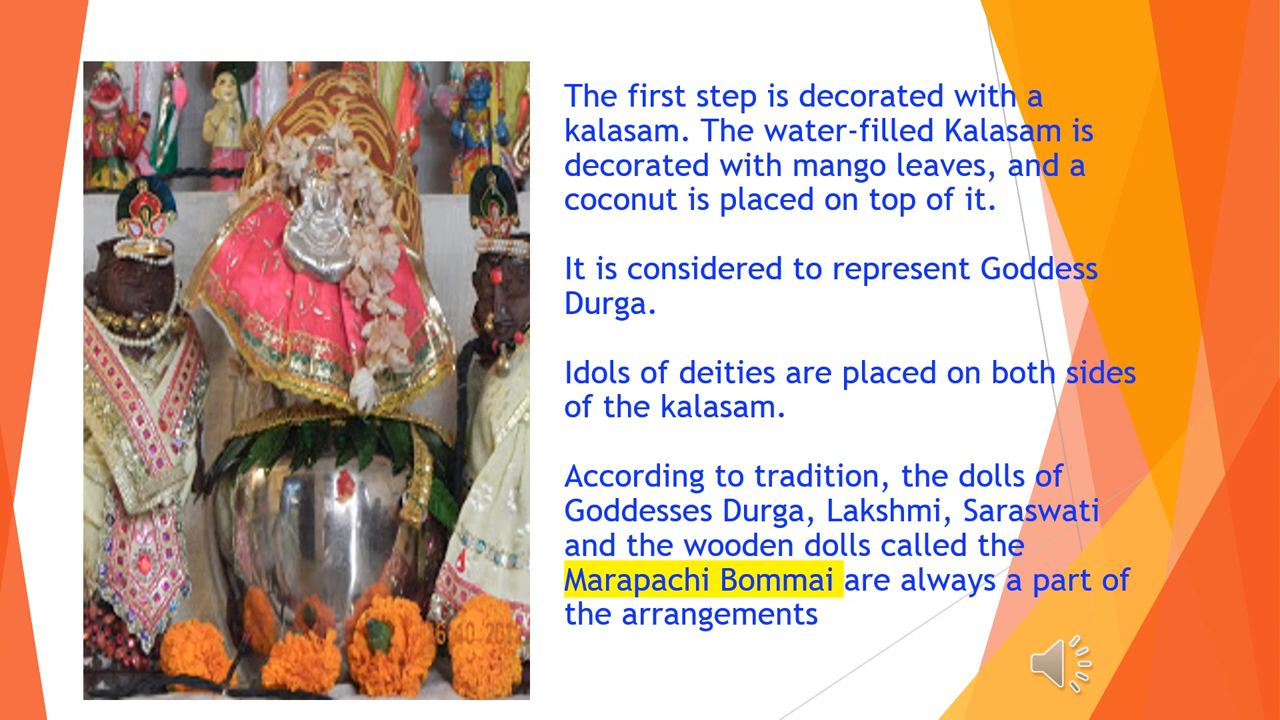 The first step is decorated with a
kalasam. The water-filled Kalasam is
decorated with mango leaves, and a
coconut is placed on top of it.
It is considered to represent Goddess
Durga.
Idols of deities are placed on both sides
of the kalasam.
According to tradition, the dolls of
Goddesses Durga, Lakshmi, Saraswati
and the wooden dolls called the
Marapachi Bommai are always a part of
the arrangements